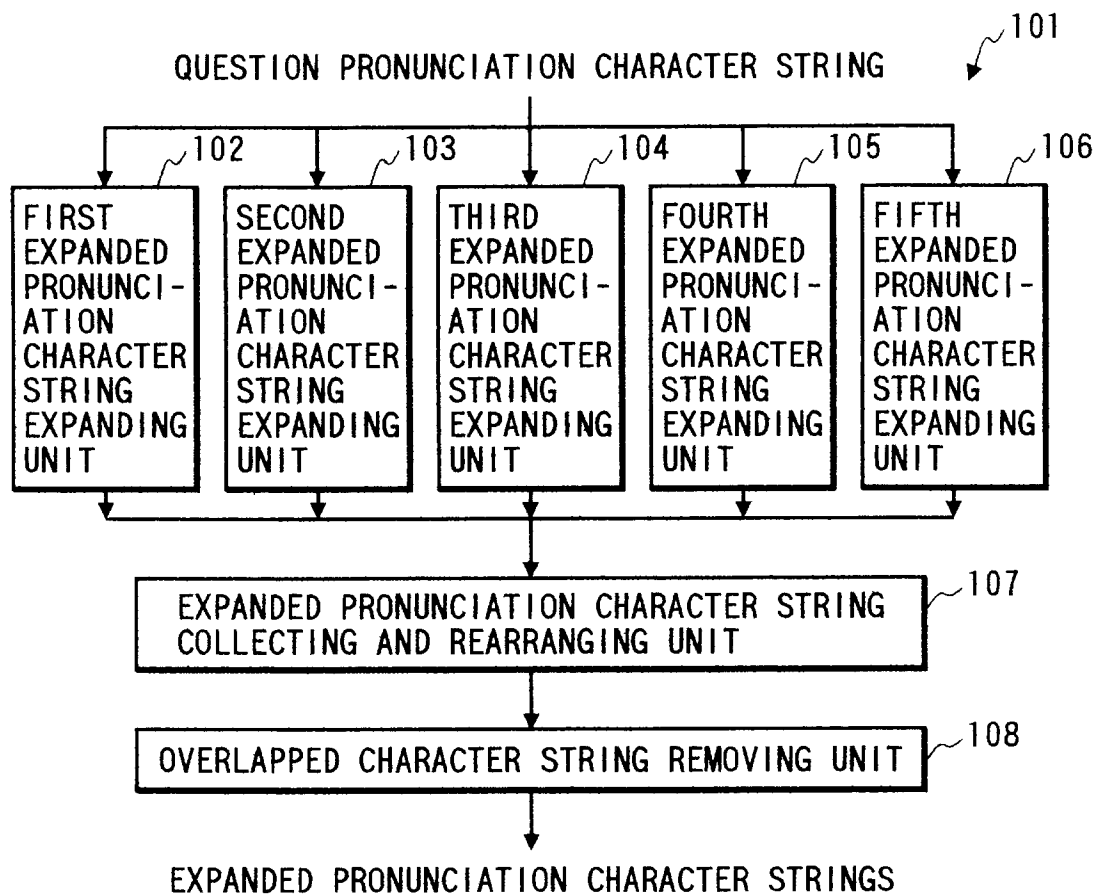 101
QUESTION PRONUNCIATION CHARACTER STRING
102
103
104
105
106
FIRST
EXPANDED
PRONUNCI-
ATION
CHARACTER
STRING
EXPANDING
UNIT
SECOND
EXPANDED
PRONUNCI-
ATION
CHARACTER
STRING
EXPANDING
UNIT
THIRD
EXPANDED
PRONUNCI-
ATION
CHARACTER
STRING
EXPANDING
UNIT
FOURTH
EXPANDED
PRONUNCI-
ATION
CHARACTER
STRING
EXPANDING
UNIT
FIFTH
EXPANDED
PRONUNCI-
ATION
CHARACTER
STRING
EXPANDING
UNIT
107
EXPANDED PRONUNCIATION CHARACTER STRING
COLLECTING AND REARRANGING UNIT
108
OVERLAPPED CHARACTER STRING REMOVING UNIT
EXPANDED PRONUNCIATION CHARACTER STRINGS